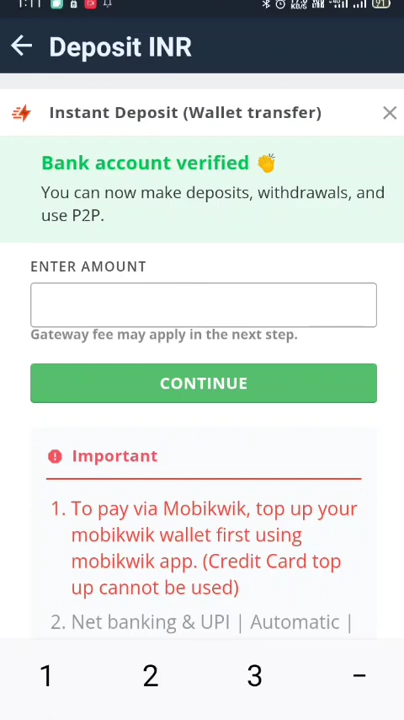 1:11
Deposit INR
Instant Deposit (Wallet transfer)
Bank account verified 👏
You can now make deposits, withdrawals, and
use P2P.
ENTER AMOUNT
Gateway fee may apply in the next step.
CONTINUE
Important
1. To pay via Mobikwik, top up your
mobikwik wallet first using
mobikwik app. (Credit Card top
up cannot be used)
2. Net banking & UPI | Automatic |
1 2 3 -